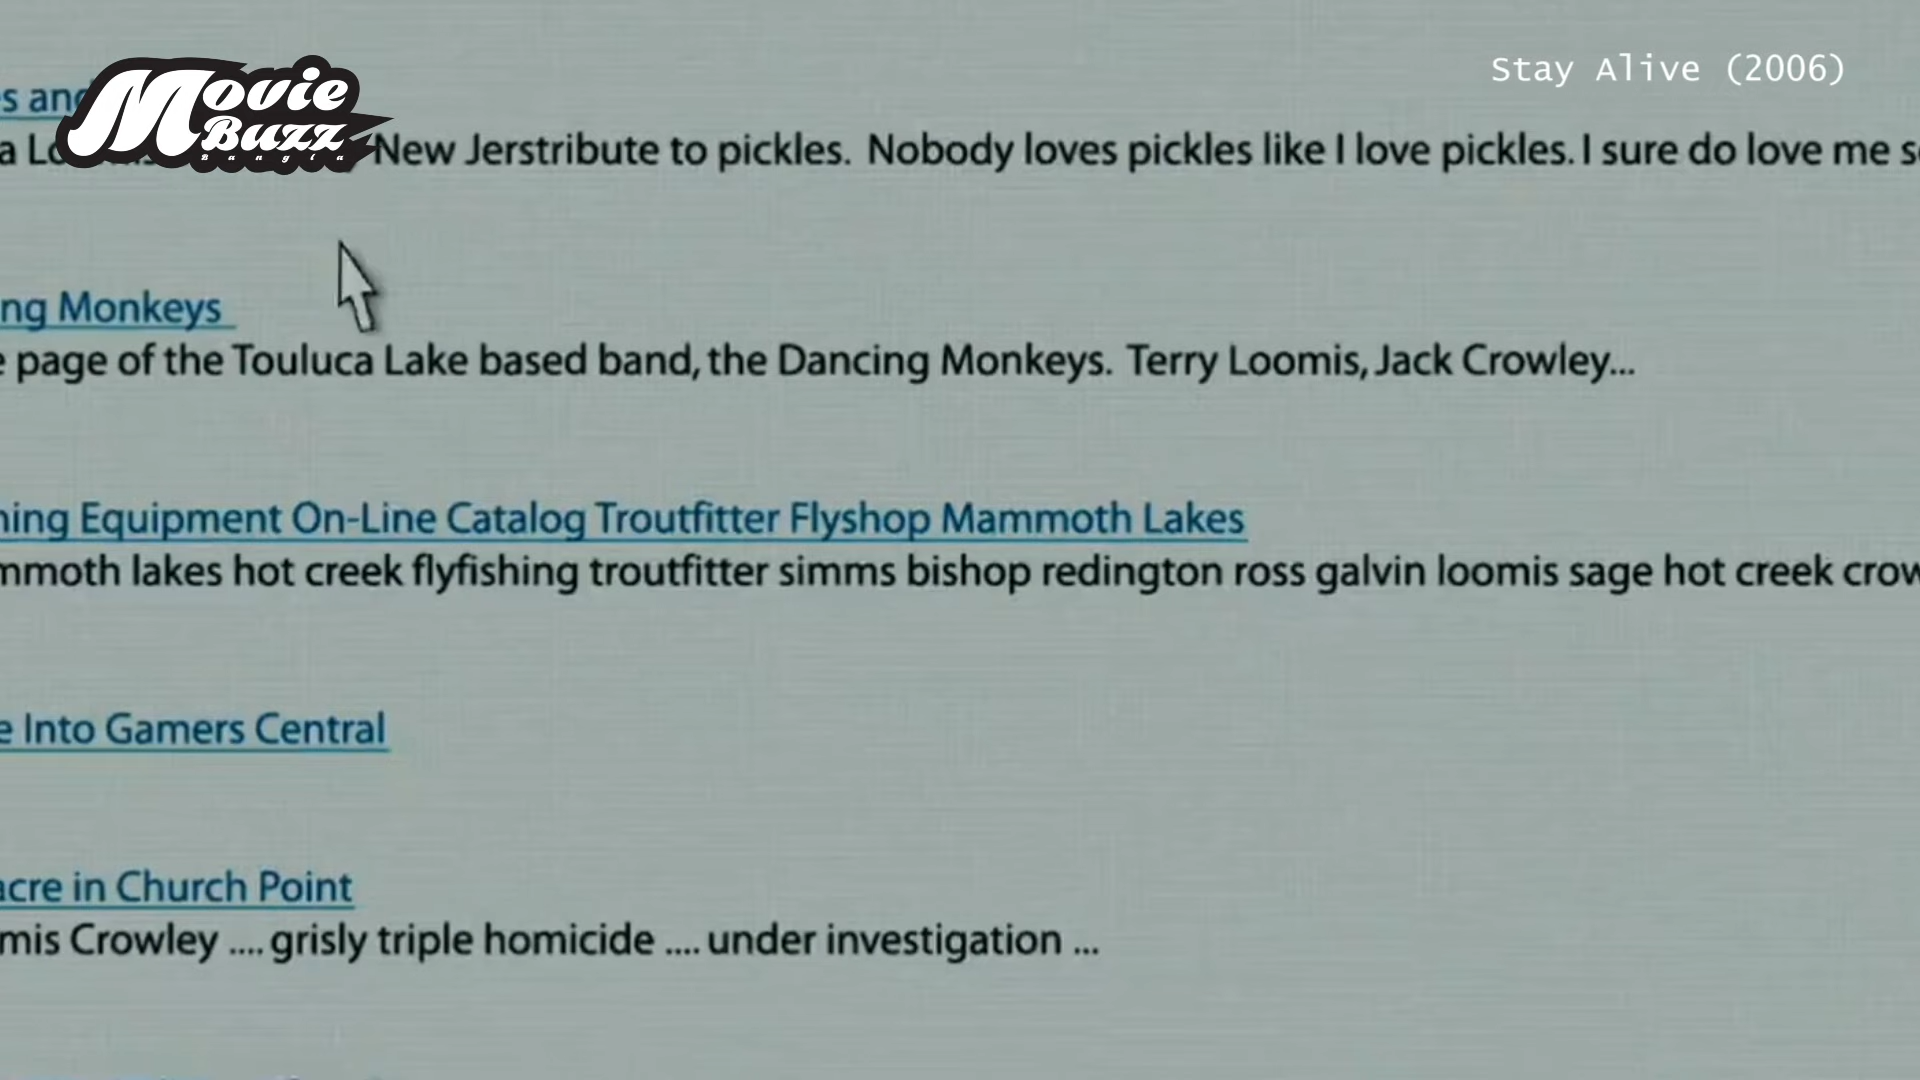 Stay Alive (2006)
Movie
Buzz
Bangla
s and
a New Jerstribute to pickles. Nobody loves pickles like I love pickles. I sure do love me s
ng Monkeys
e page of the Touluca Lake based band, the Dancing Monkeys. Terry Loomis, Jack Crowley...
ning Equipment On-Line Catalog Troutfitter Flyshop Mammoth Lakes
mmoth lakes hot creek flyfishing troutfitter simms bishop redington ross galvin loomis sage hot creek crow
e Into Gamers Central
acre in Church Point
mis Crowley .... grisly triple homicide .... under investigation ...